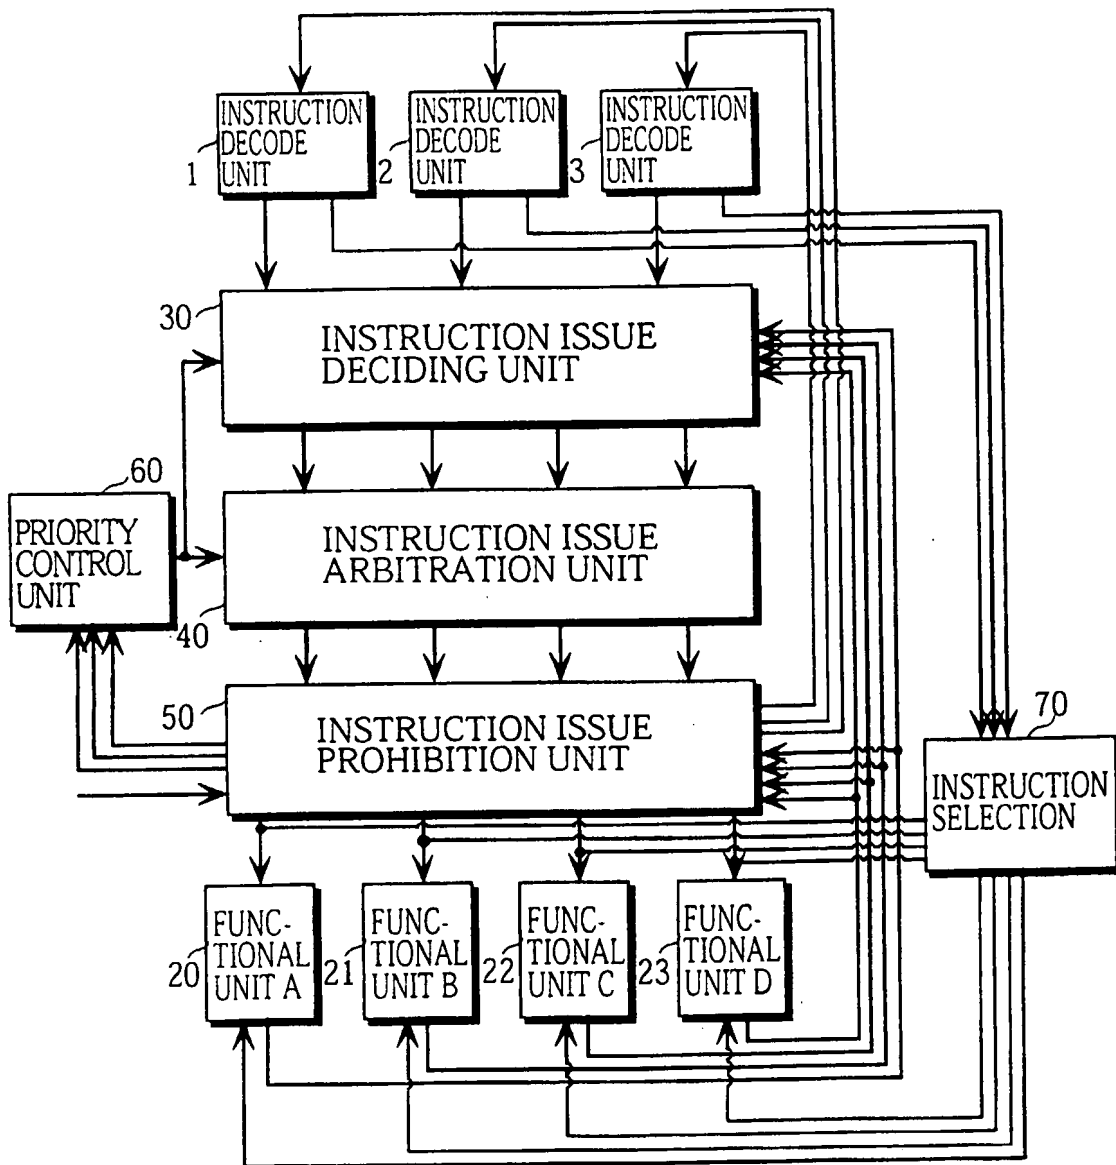 INSTRUCTION
DECODE
UNIT
1
INSTRUCTION
DECODE
UNIT
2
INSTRUCTION
DECODE
UNIT
3
30
INSTRUCTION ISSUE
DECIDING UNIT
60
PRIORITY
CONTROL
UNIT
INSTRUCTION ISSUE
ARBITRATION UNIT
40
50
INSTRUCTION ISSUE
PROHIBITION UNIT
70
INSTRUCTION
SELECTION
FUNC-
TIONAL
UNIT A
20
FUNC-
TIONAL
UNIT B
21
FUNC-
TIONAL
UNIT C
22
FUNC-
TIONAL
UNIT D
23